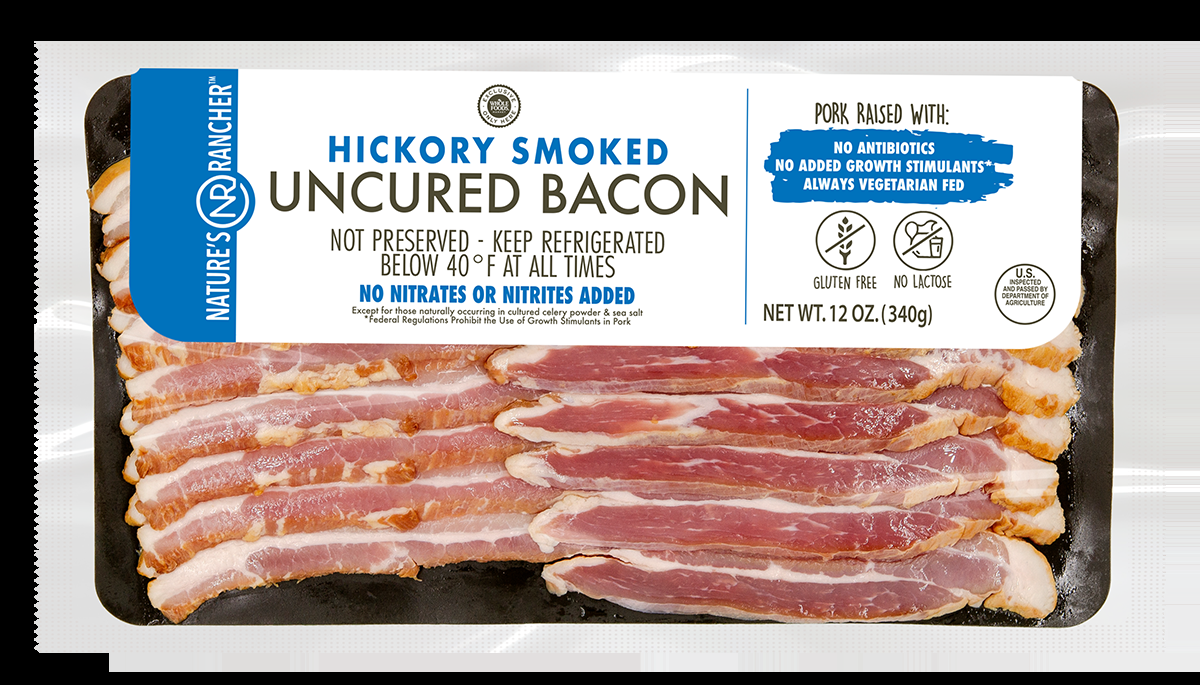 NATURE'S NR RANCHER™
EXCLUSIVE
WHOLE
FOODS
MARKET
ONLY HERE
HICKORY SMOKED
UNCURED BACON
NOT PRESERVED - KEEP REFRIGERATED
BELOW 40°F AT ALL TIMES
NO NITRATES OR NITRITES ADDED
Except for those naturally occurring in cultured celery powder & sea salt
*Federal Regulations Prohibit the Use of Growth Stimulants in Pork
PORK RAISED WITH:
NO ANTIBIOTICS
NO ADDED GROWTH STIMULANTS*
ALWAYS VEGETARIAN FED
GLUTEN FREE
NO LACTOSE
NET WT. 12 OZ. (340g)
U.S.
INSPECTED
AND PASSED BY
DEPARTMENT OF
AGRICULTURE